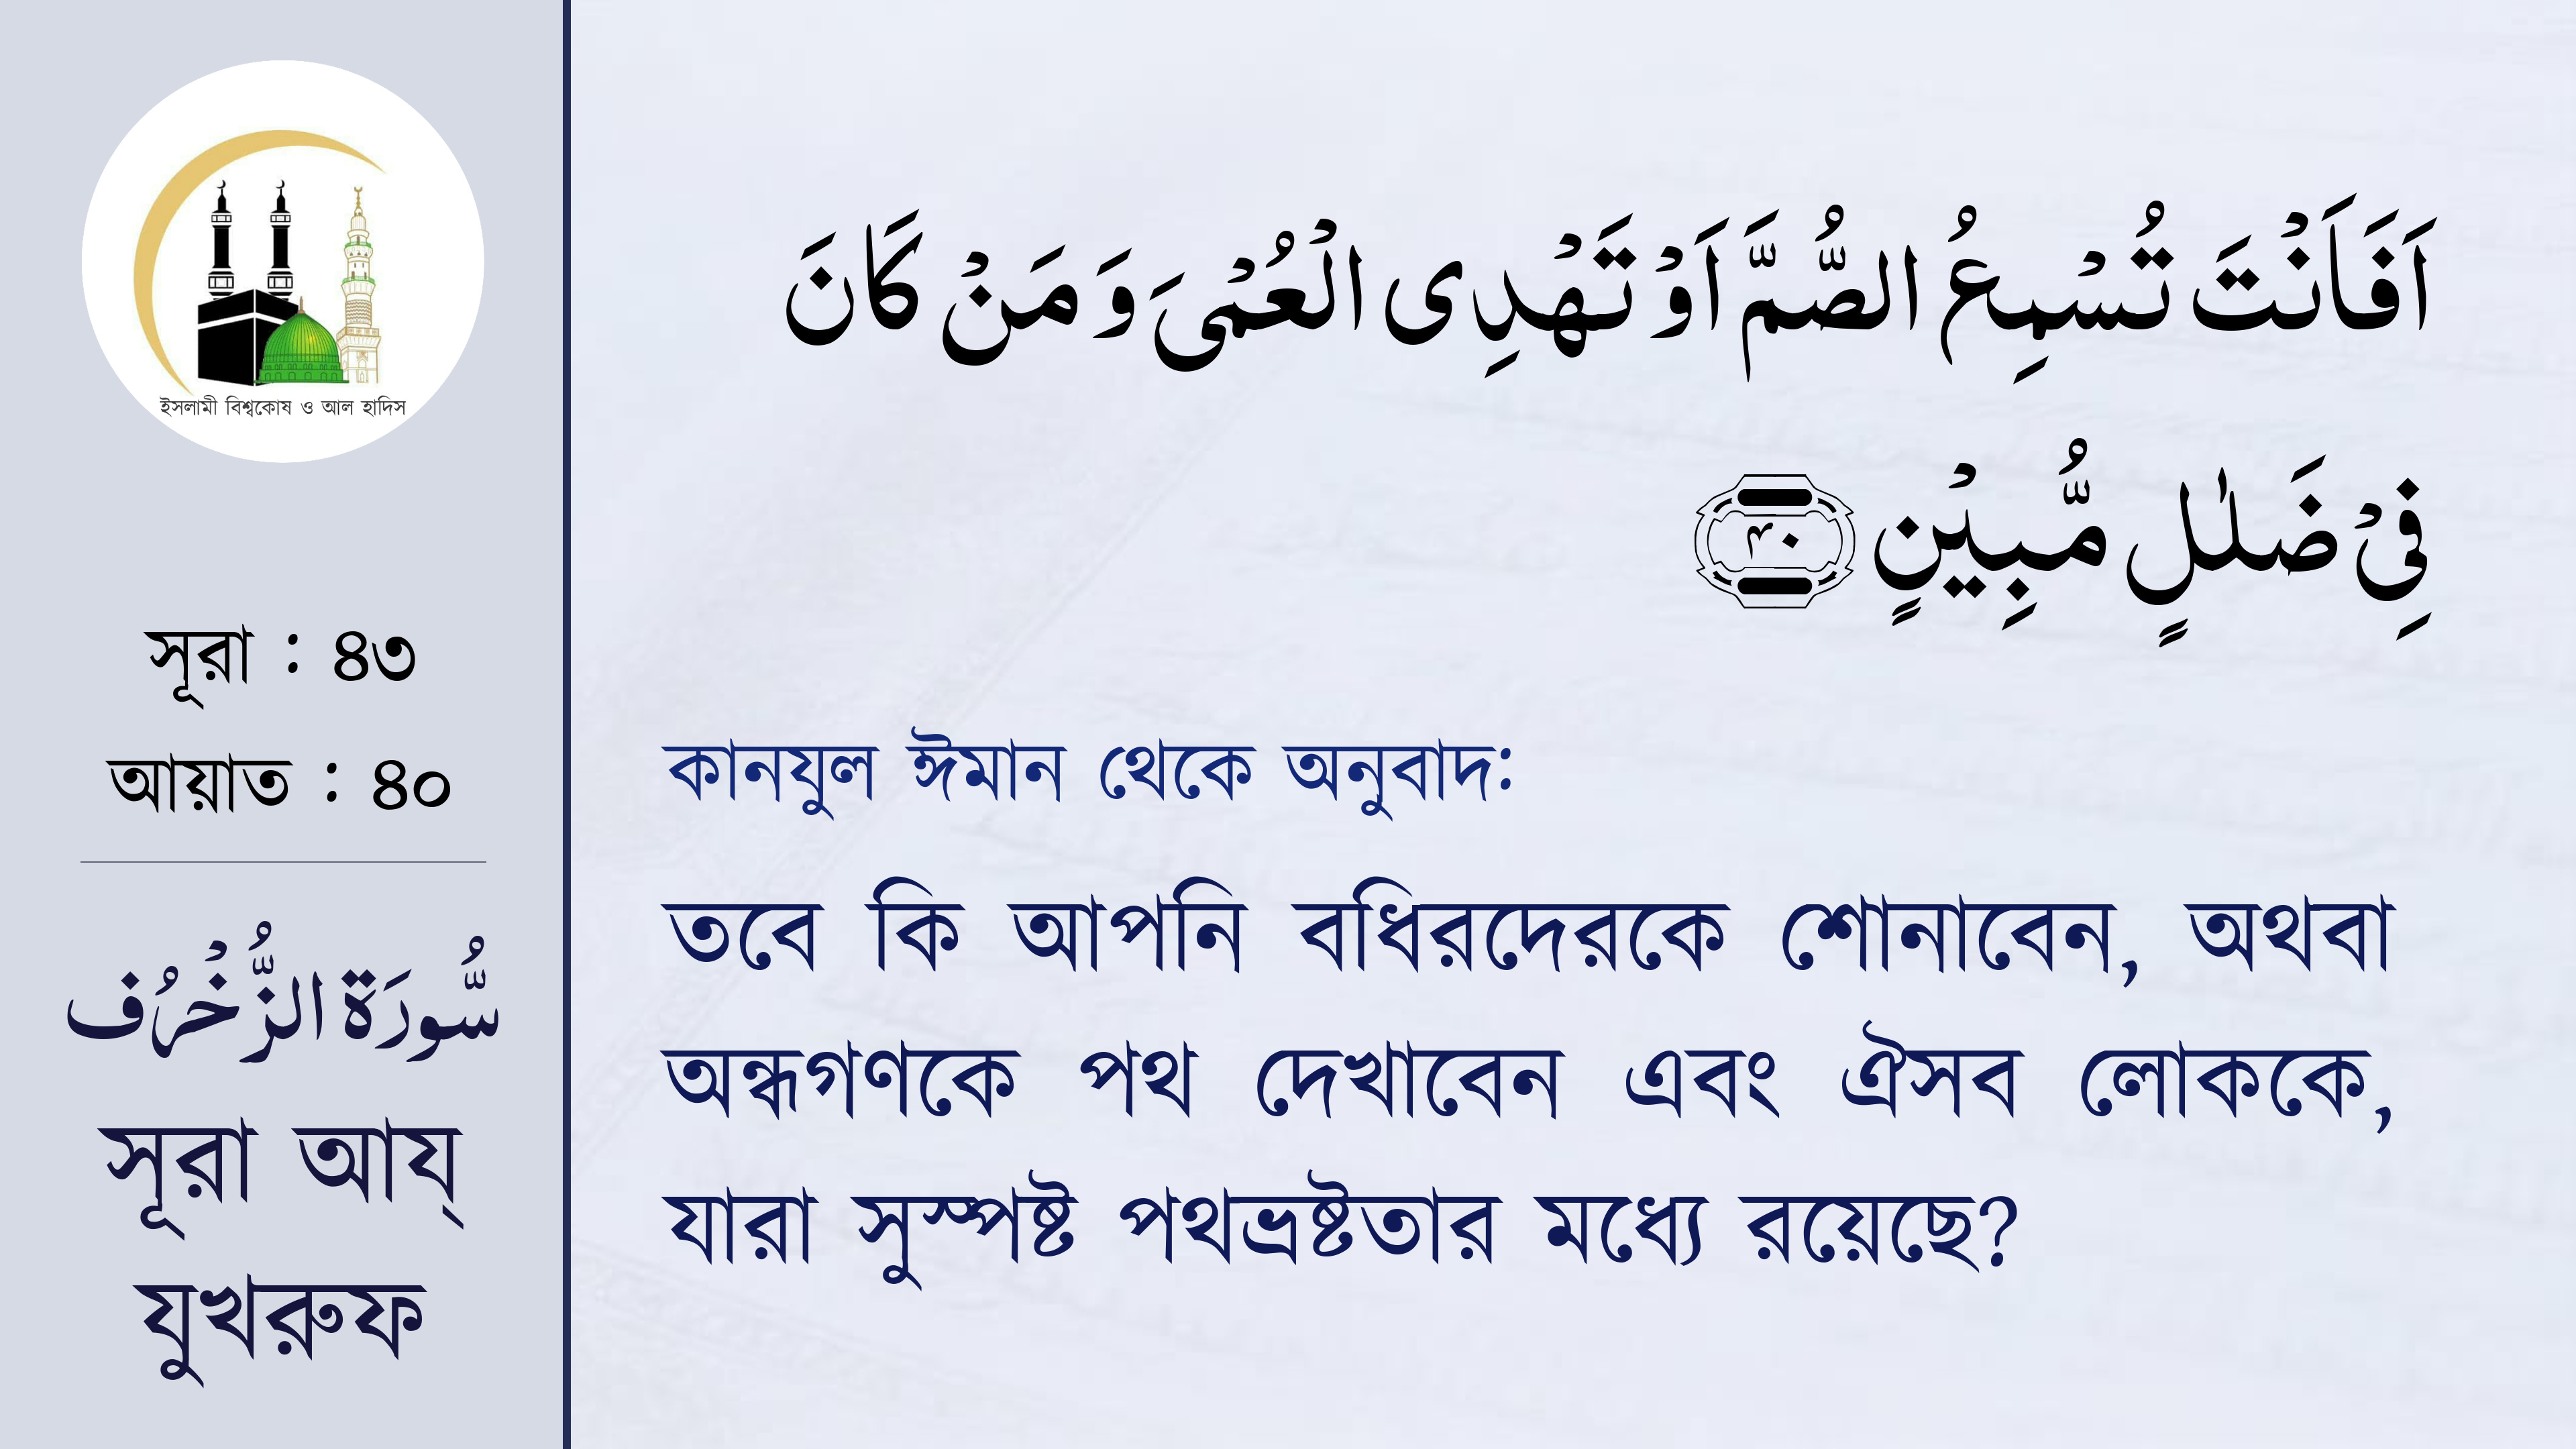 ইসলামী বিশ্বকোষ ও আল হাদিস
সূরা : ৪৩
আয়াত : ৪০
سُّورَة الزُّخْرُف
সূরা আয্
যুখরুফ
اَفَاَنْتَ تُسْمِعُ الصُّمَّ اَوْ تَهْدِی الْعُمْیَ وَ مَنْ كَانَ
فِیْ ضَلٰلٍ مُّبِیْنٍ ۴۰
কানযুল ঈমান থেকে অনুবাদ:
তবে কি আপনি বধিরদেরকে শোনাবেন, অথবা
অন্ধগণকে পথ দেখাবেন এবং ঐসব লোককে,
যারা সুস্পষ্ট পথভ্রষ্টতার মধ্যে রয়েছে?